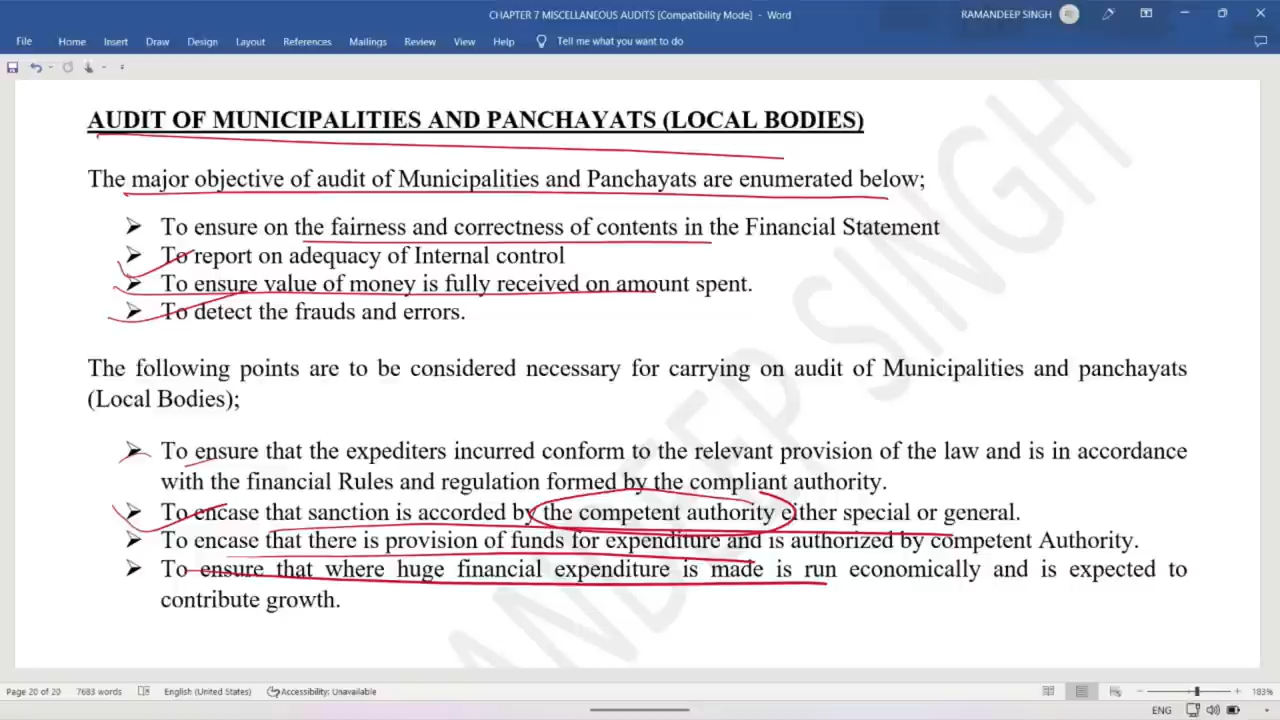 CHAPTER 7 MISCELLANEOUS AUDITS [Compatibility Mode] - Word
RAMANDEEP SINGH
File Home Insert Draw Design Layout References Mailings Review View Help Tell me what you want to do
AUDIT OF MUNICIPALITIES AND PANCHAYATS (LOCAL BODIES)
The major objective of audit of Municipalities and Panchayats are enumerated below;
To ensure on the fairness and correctness of contents in the Financial Statement
To report on adequacy of Internal control
To ensure value of money is fully received on amount spent.
To detect the frauds and errors.
The following points are to be considered necessary for carrying on audit of Municipalities and panchayats
(Local Bodies);
To ensure that the expediters incurred conform to the relevant provision of the law and is in accordance
with the financial Rules and regulation formed by the compliant authority.
To encase that sanction is accorded by the competent authority either special or general.
To encase that there is provision of funds for expenditure and is authorized by competent Authority.
To ensure that where huge financial expenditure is made is run economically and is expected to
contribute growth.
DEEP SINGH
Page 20 of 20 7683 words English (United States) Accessibility: Unavailable 183%
ENG